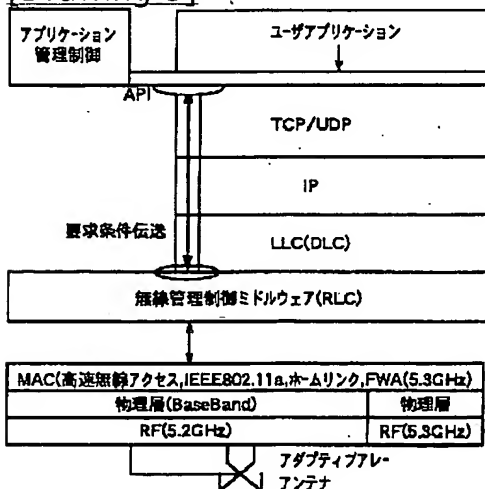 アプリケーション
管理制御
ユーザアプリケーション
API
TCP/UDP
IP
要求条件伝送
LLC(DLC)
無線管理制御ミドルウェア(RLC)
MAC(高速無線アクセス,IEEE802.11a,ホームリンク,FWA(5.3GHz)
物理層(BaseBand)
物理層
RF(5.2GHz)
RF(5.3GHz)
アダプティブアレー
アンテナ